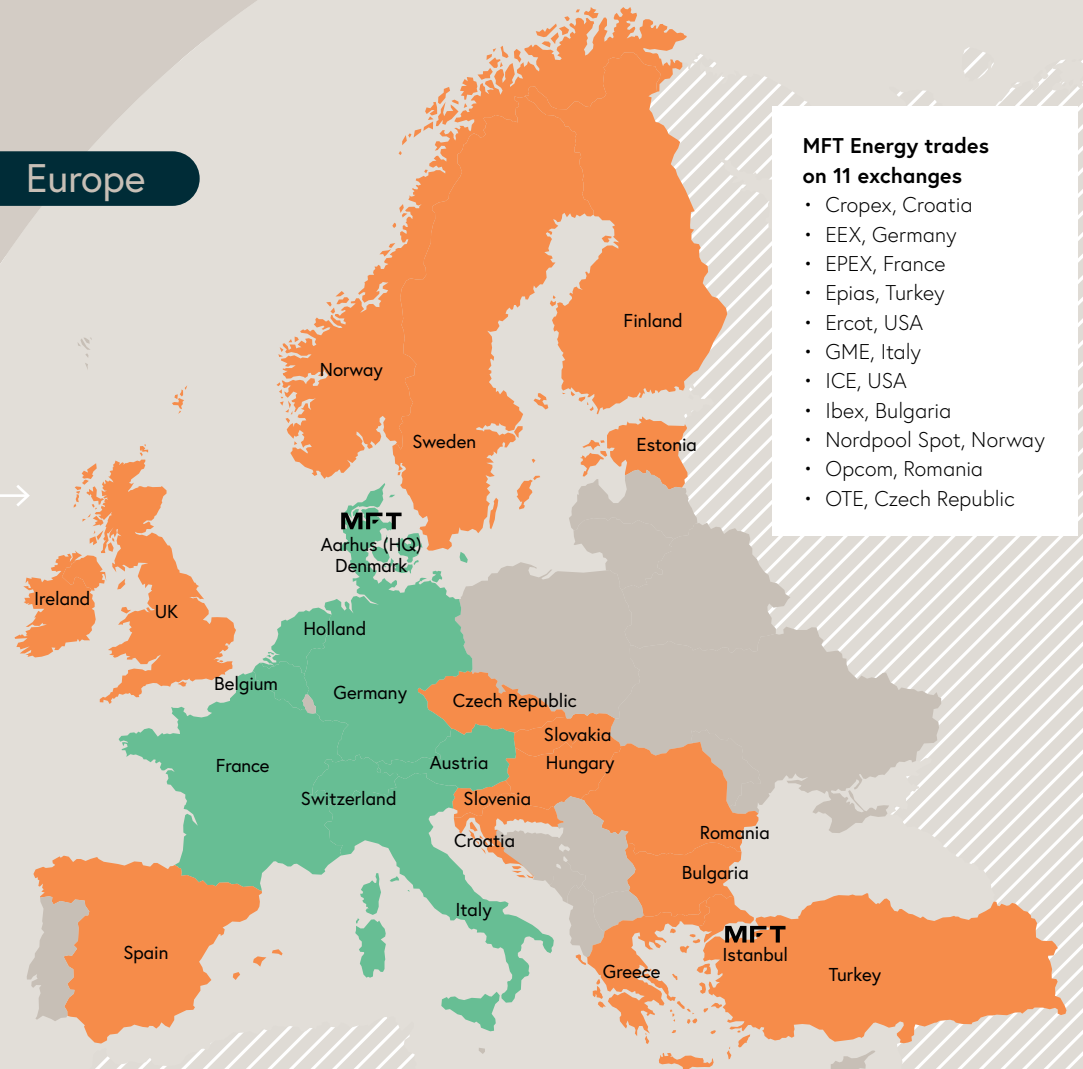 Europe
MFT Energy trades
on 11 exchanges
• Cropex, Croatia
• EEX, Germany
• EPEX, France
• Epias, Turkey
• Ercot, USA
• GME, Italy
• ICE, USA
• Ibex, Bulgaria
• Nordpool Spot, Norway
• Opcom, Romania
• OTE, Czech Republic
Finland
Norway
Sweden
Estonia
MFT
Aarhus (HQ)
Denmark
Ireland
UK
Holland
Belgium
Germany
Czech Republic
Slovakia
France
Austria
Hungary
Switzerland
Slovenia
Croatia
Romania
Bulgaria
Italy
MFT
Istanbul
Spain
Greece
Turkey